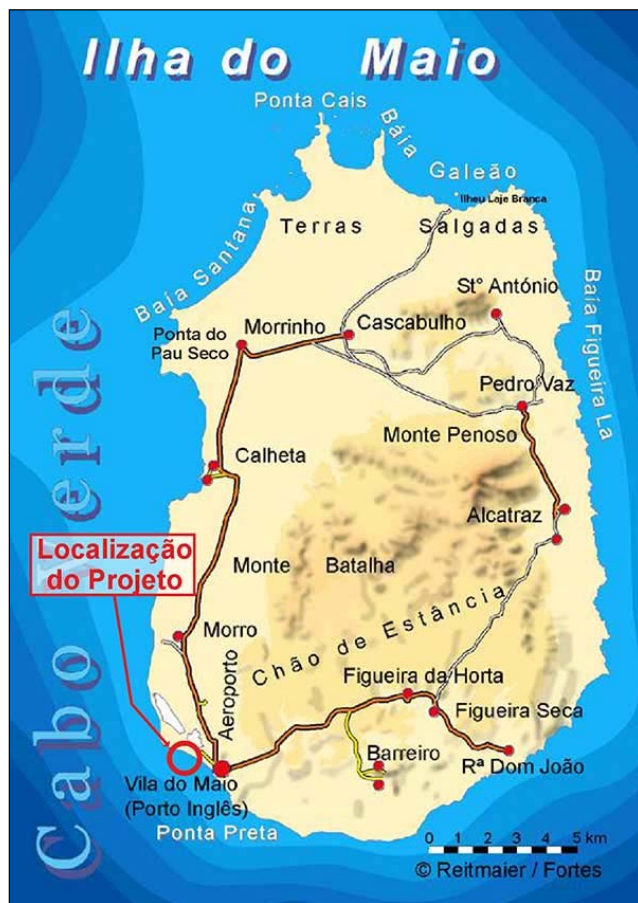 Ilha do Maio
Ponta Cais
Báia
Galeão
Ilheu Laje Branca
Terras Salgadas
Baía Santana
St° António
Baía Figueira La
Morrinho
Cascabulho
Ponta do
Pau Seco
Pedro Vaz
Monte Penoso
Calheta
Alcatraz
Localização
do Projeto
Monte Batalha
Chão de Estância
Morro
Aeroporto
Figueira da Horta
Figueira Seca
Barreiro
Rª Dom João
Vila do Maio
(Porto Inglês)
Ponta Preta
0 1 2 3 4 5 km
© Reitmaier / Fortes
Cabo Verde